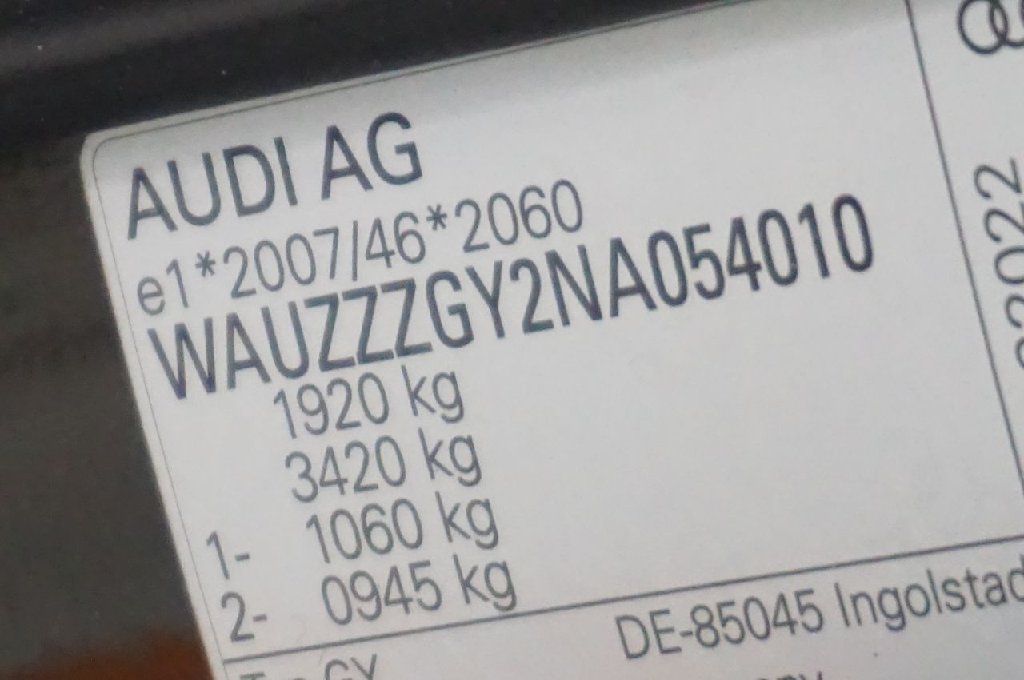 AUDI AG
e1*2007/46*2060
WAUZZZGY2NA054010
1920 kg
3420 kg
1- 1060 kg
2- 0945 kg
DE-85045 Ingolstad
GY